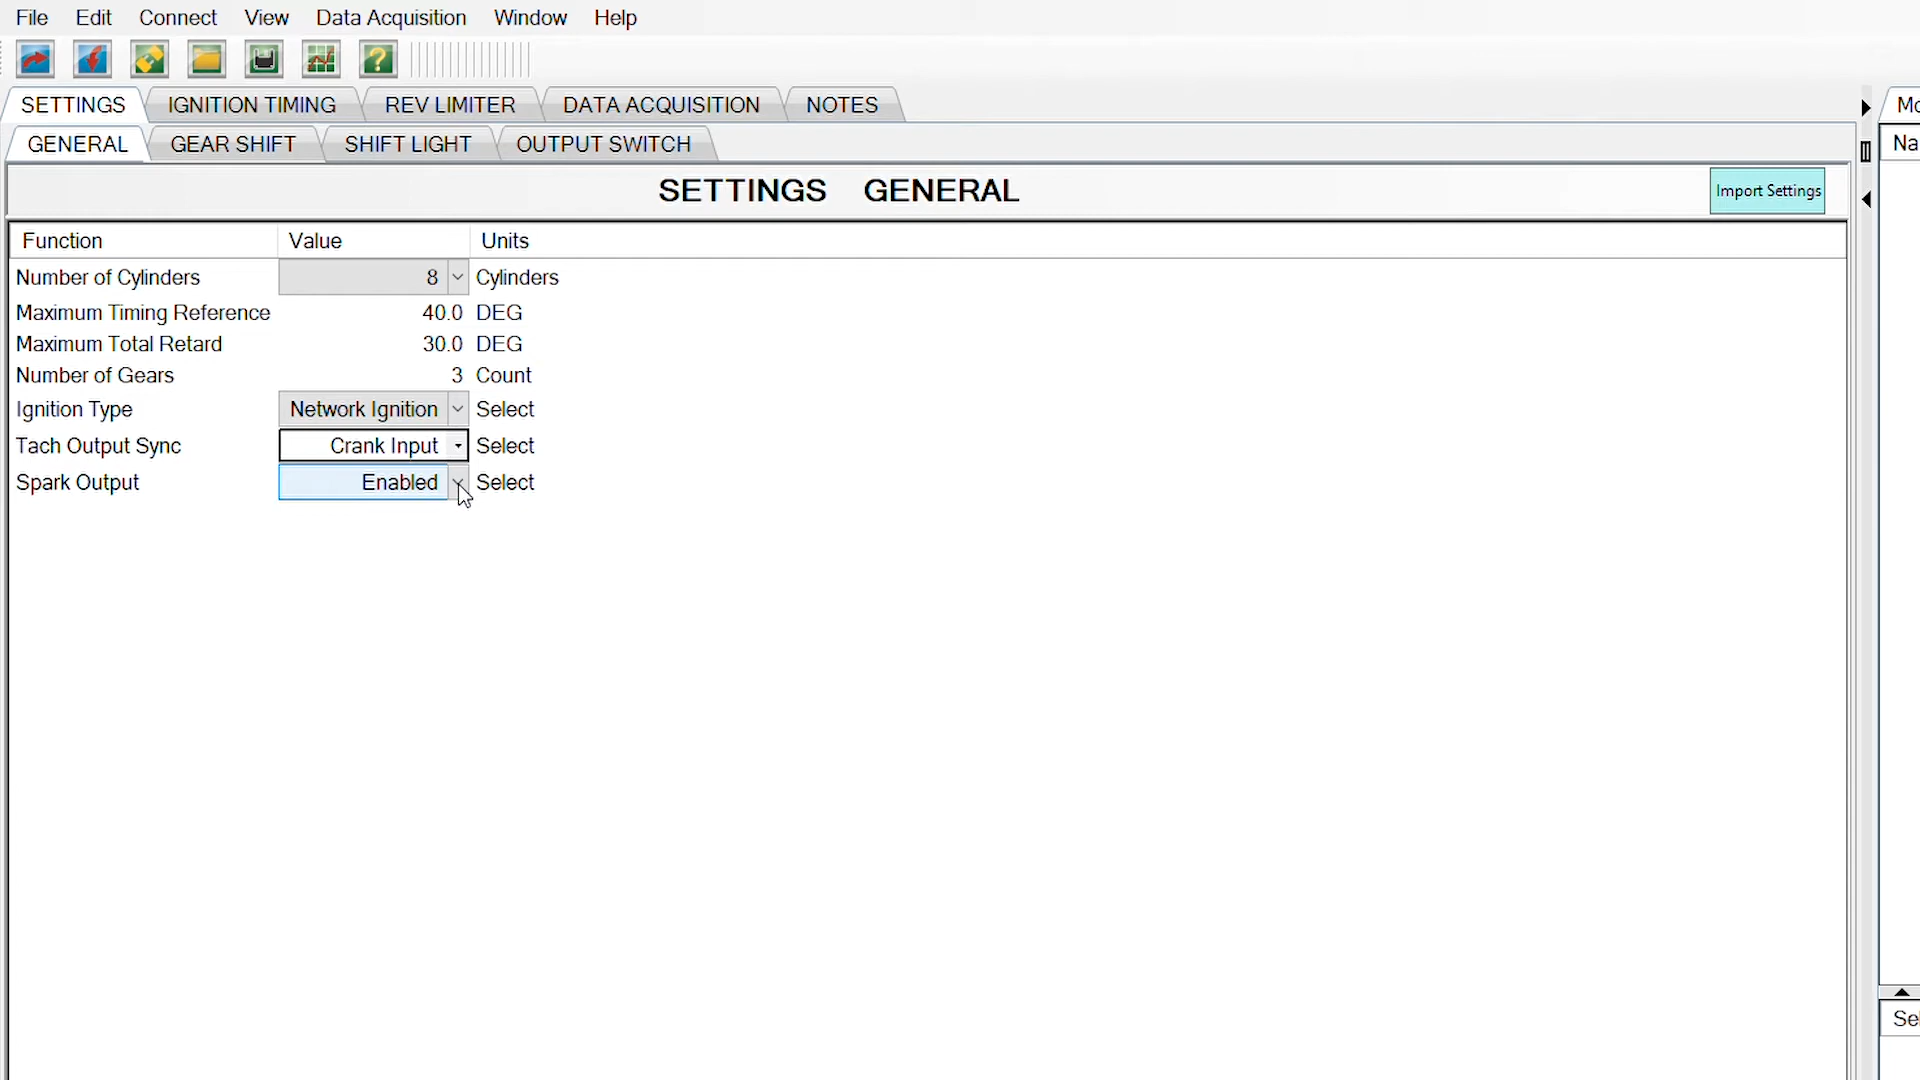 File Edit Connect View Data Acquisition Window Help
SETTINGS IGNITION TIMING REV LIMITER DATA ACQUISITION NOTES
GENERAL GEAR SHIFT SHIFT LIGHT OUTPUT SWITCH
SETTINGS GENERAL
Import Settings
Function Value Units
Number of Cylinders 8 Cylinders
Maximum Timing Reference 40.0 DEG
Maximum Total Retard 30.0 DEG
Number of Gears 3 Count
Ignition Type Network Ignition Select
Tach Output Sync Crank Input Select
Spark Output Enabled Select